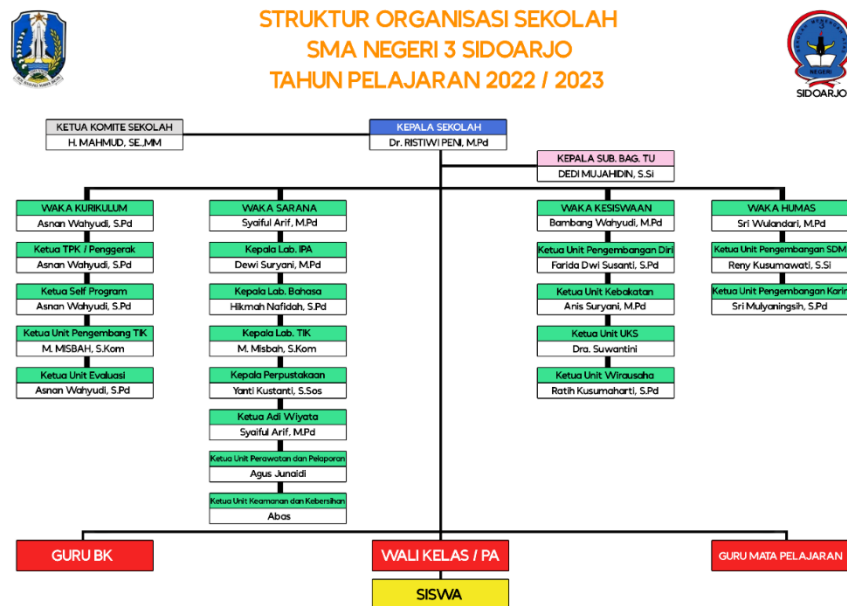 STRUKTUR ORGANISASI SEKOLAH
SMA NEGERI 3 SIDOARJO
TAHUN PELAJARAN 2022 / 2023
NEGERI
SIDOARJO
KETUA KOMITE SEKOLAH
H. MAHMUD, SE.,MM
KEPALA SEKOLAH
Dr. RISTIWI PENI, M.Pd
KEPALA SUB. BAG. TU
DEDI MUJAHIDIN, S.Si
WAKA KURIKULUM
Asnan Wahyudi, S.Pd
Ketua TPK / Penggerak
Asnan Wahyudi, S.Pd
Ketua Self Program
Asnan Wahyudi, S.Pd
Ketua Unit Pengembang TIK
M. MISBAH, S.Kom
Ketua Unit Evaluasi
Asnan Wahyudi, S.Pd
WAKA SARANA
Syaiful Arif, M.Pd
Kepala Lab. IPA
Dewi Suryani, M.Pd
Kepala Lab. Bahasa
Hikmah Nafidah, S.Pd
Kepala Lab. TIK
M. Misbah, S.Kom
Kepala Perpustakaan
Yanti Kustanti, S.Sos
Ketua Adi Wiyata
Syaiful Arif, M.Pd
Ketua Unit Perawatan dan Pelaporan
Agus Junaidi
Ketua Unit Keamanan dan Kebersihan
Abas
WAKA KESISWAAN
Bambang Wahyudi, M.Pd
Ketua Unit Pengembangan Diri
Farida Dwi Susanti, S.Pd
Ketua Unit Kebakatan
Anis Suryani, M.Pd
Ketua Unit UKS
Dra. Suwantini
Ketua Unit Wirausaha
Ratih Kusumaharti, S.Pd
WAKA HUMAS
Sri Wulandari, M.Pd
Ketua Unit Pengembangan SDM
Reny Kusumawati, S.Si
Ketua Unit Pengembangan Karir
Sri Mulyaningsih, S.Pd
GURU BK
WALI KELAS / PA
GURU MATA PELAJARAN
SISWA